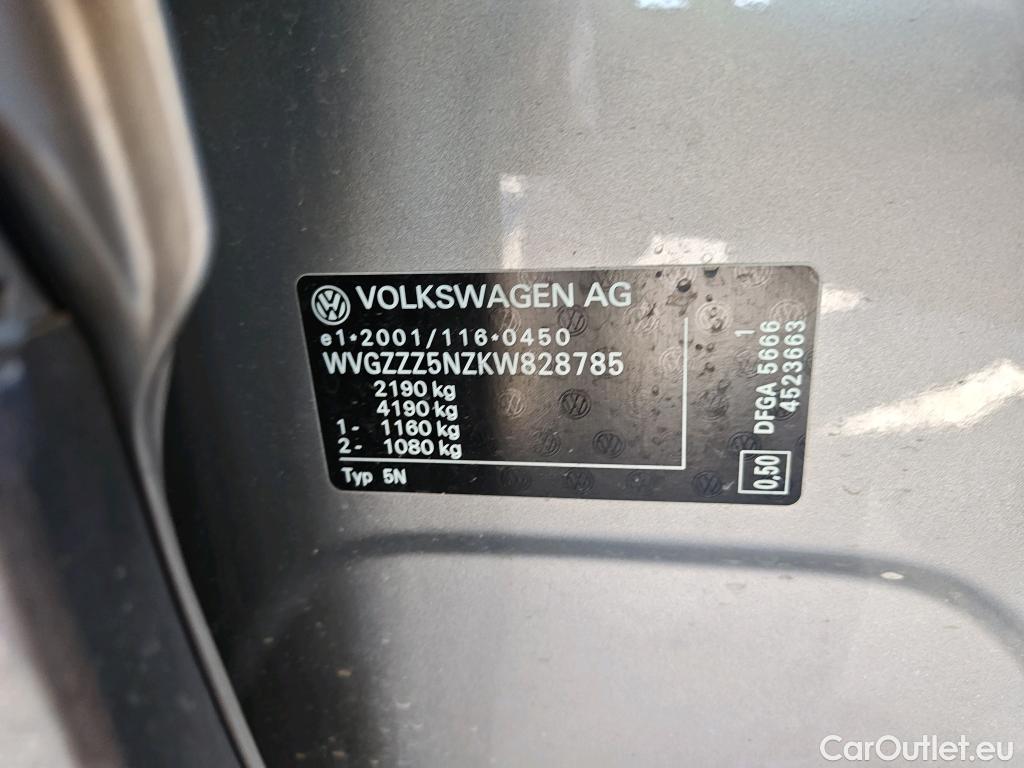 VOLKSWAGEN AG
e1*2001/116*0450
WVGZZZ5NZKW828785
2190 kg
4190 kg
1- 1160 kg
2- 1080 kg
Typ 5N
0,50
DFGA 5666 1
4523663
CarOutlet.eu